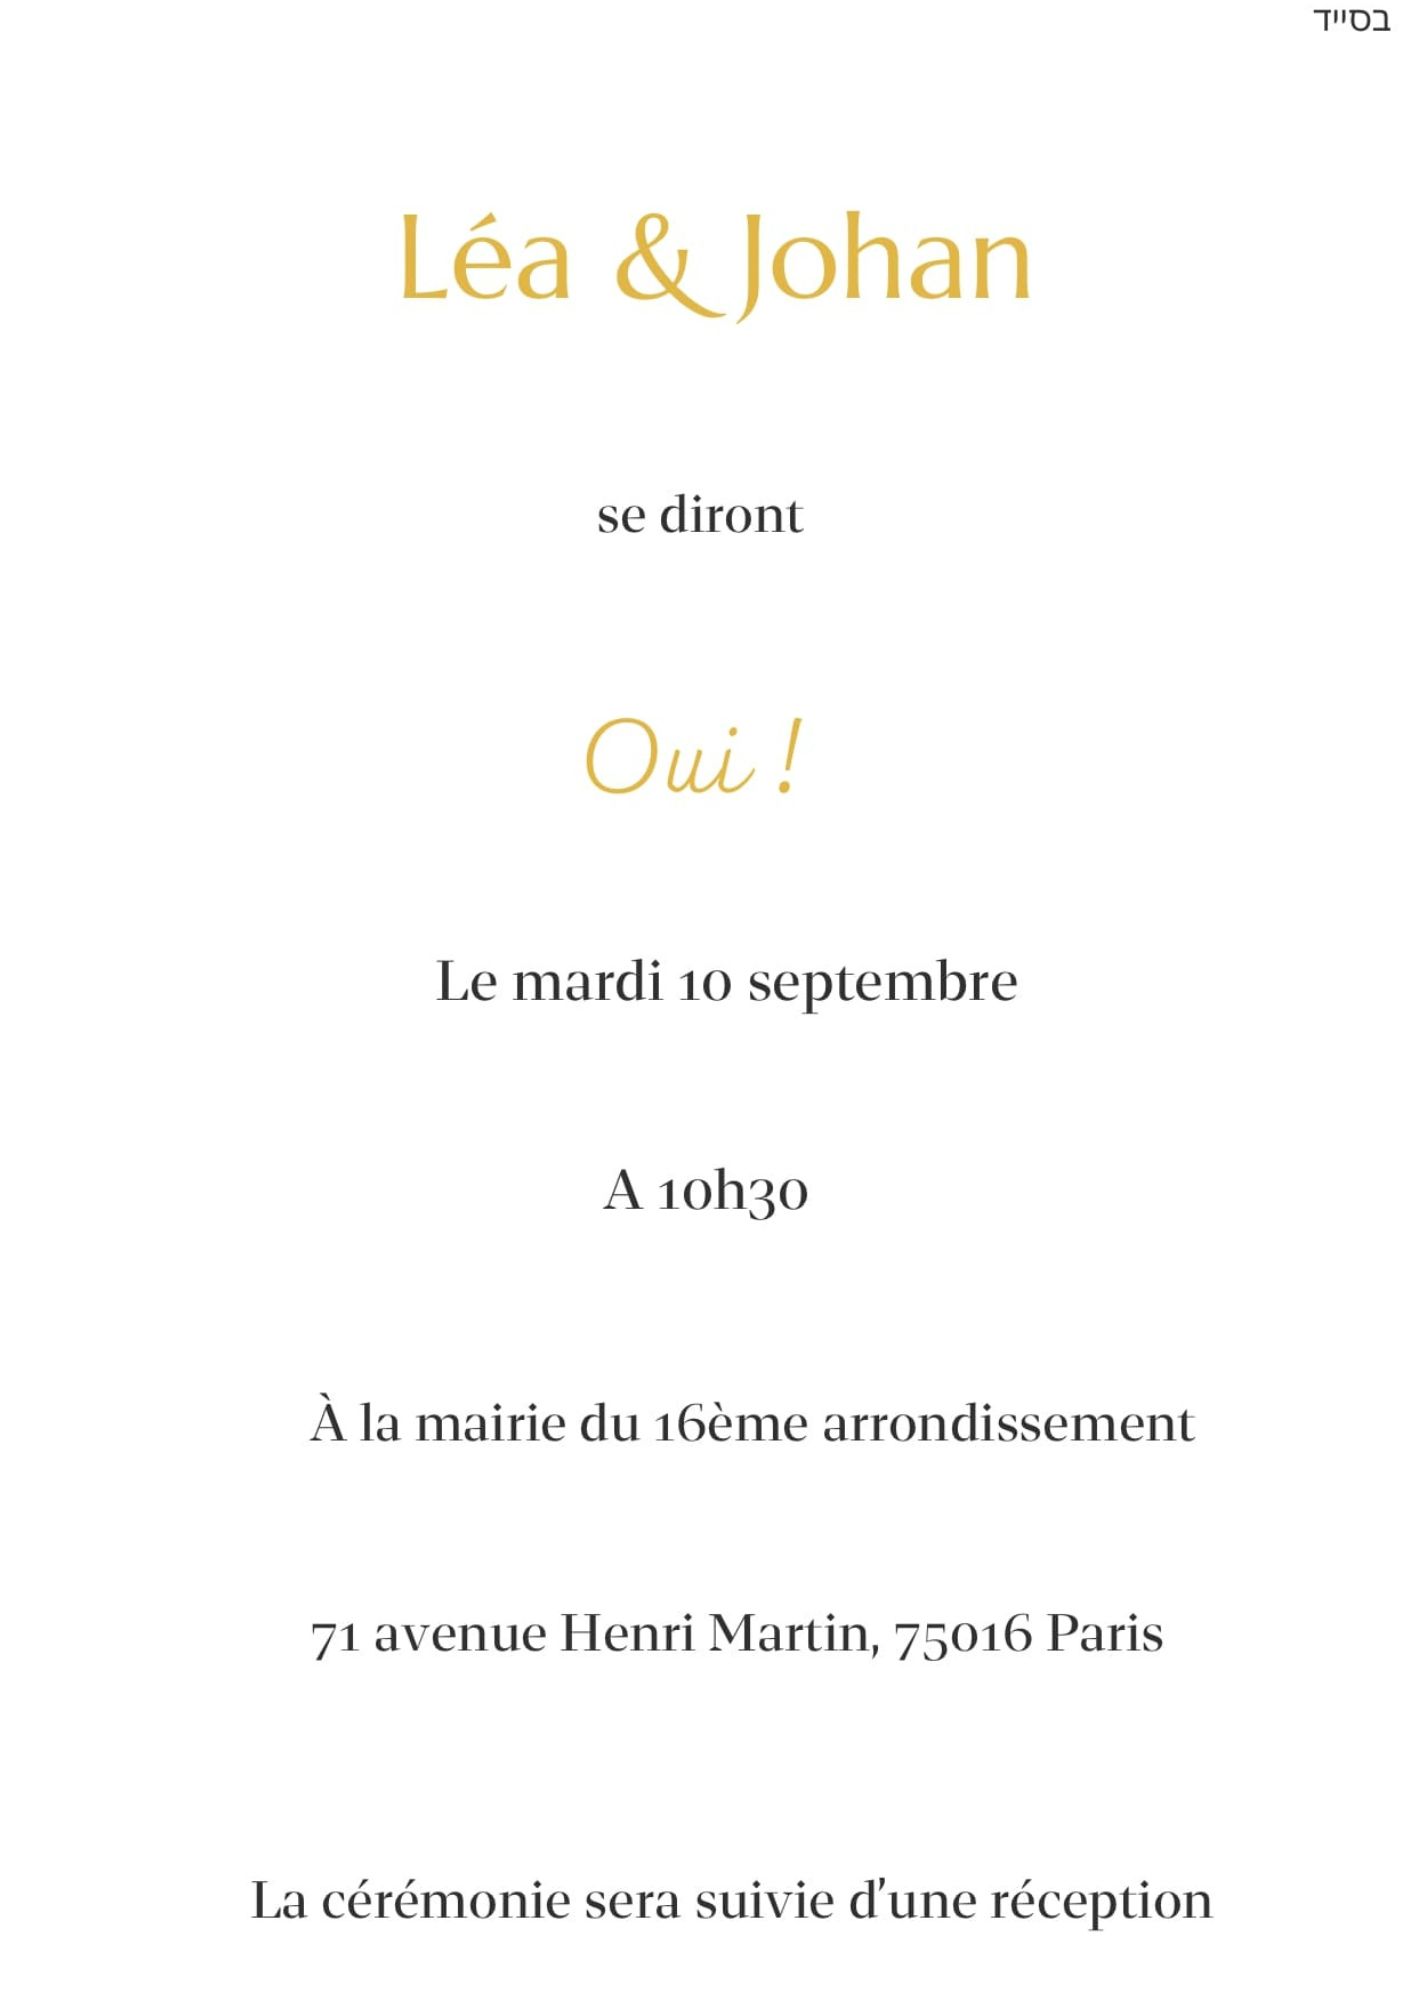 בסייד
Léa & Johan
se diront
Oui !
Le mardi 10 septembre
A 10h30
À la mairie du 16ème arrondissement
71 avenue Henri Martin, 75016 Paris
La cérémonie sera suivie d’une réception